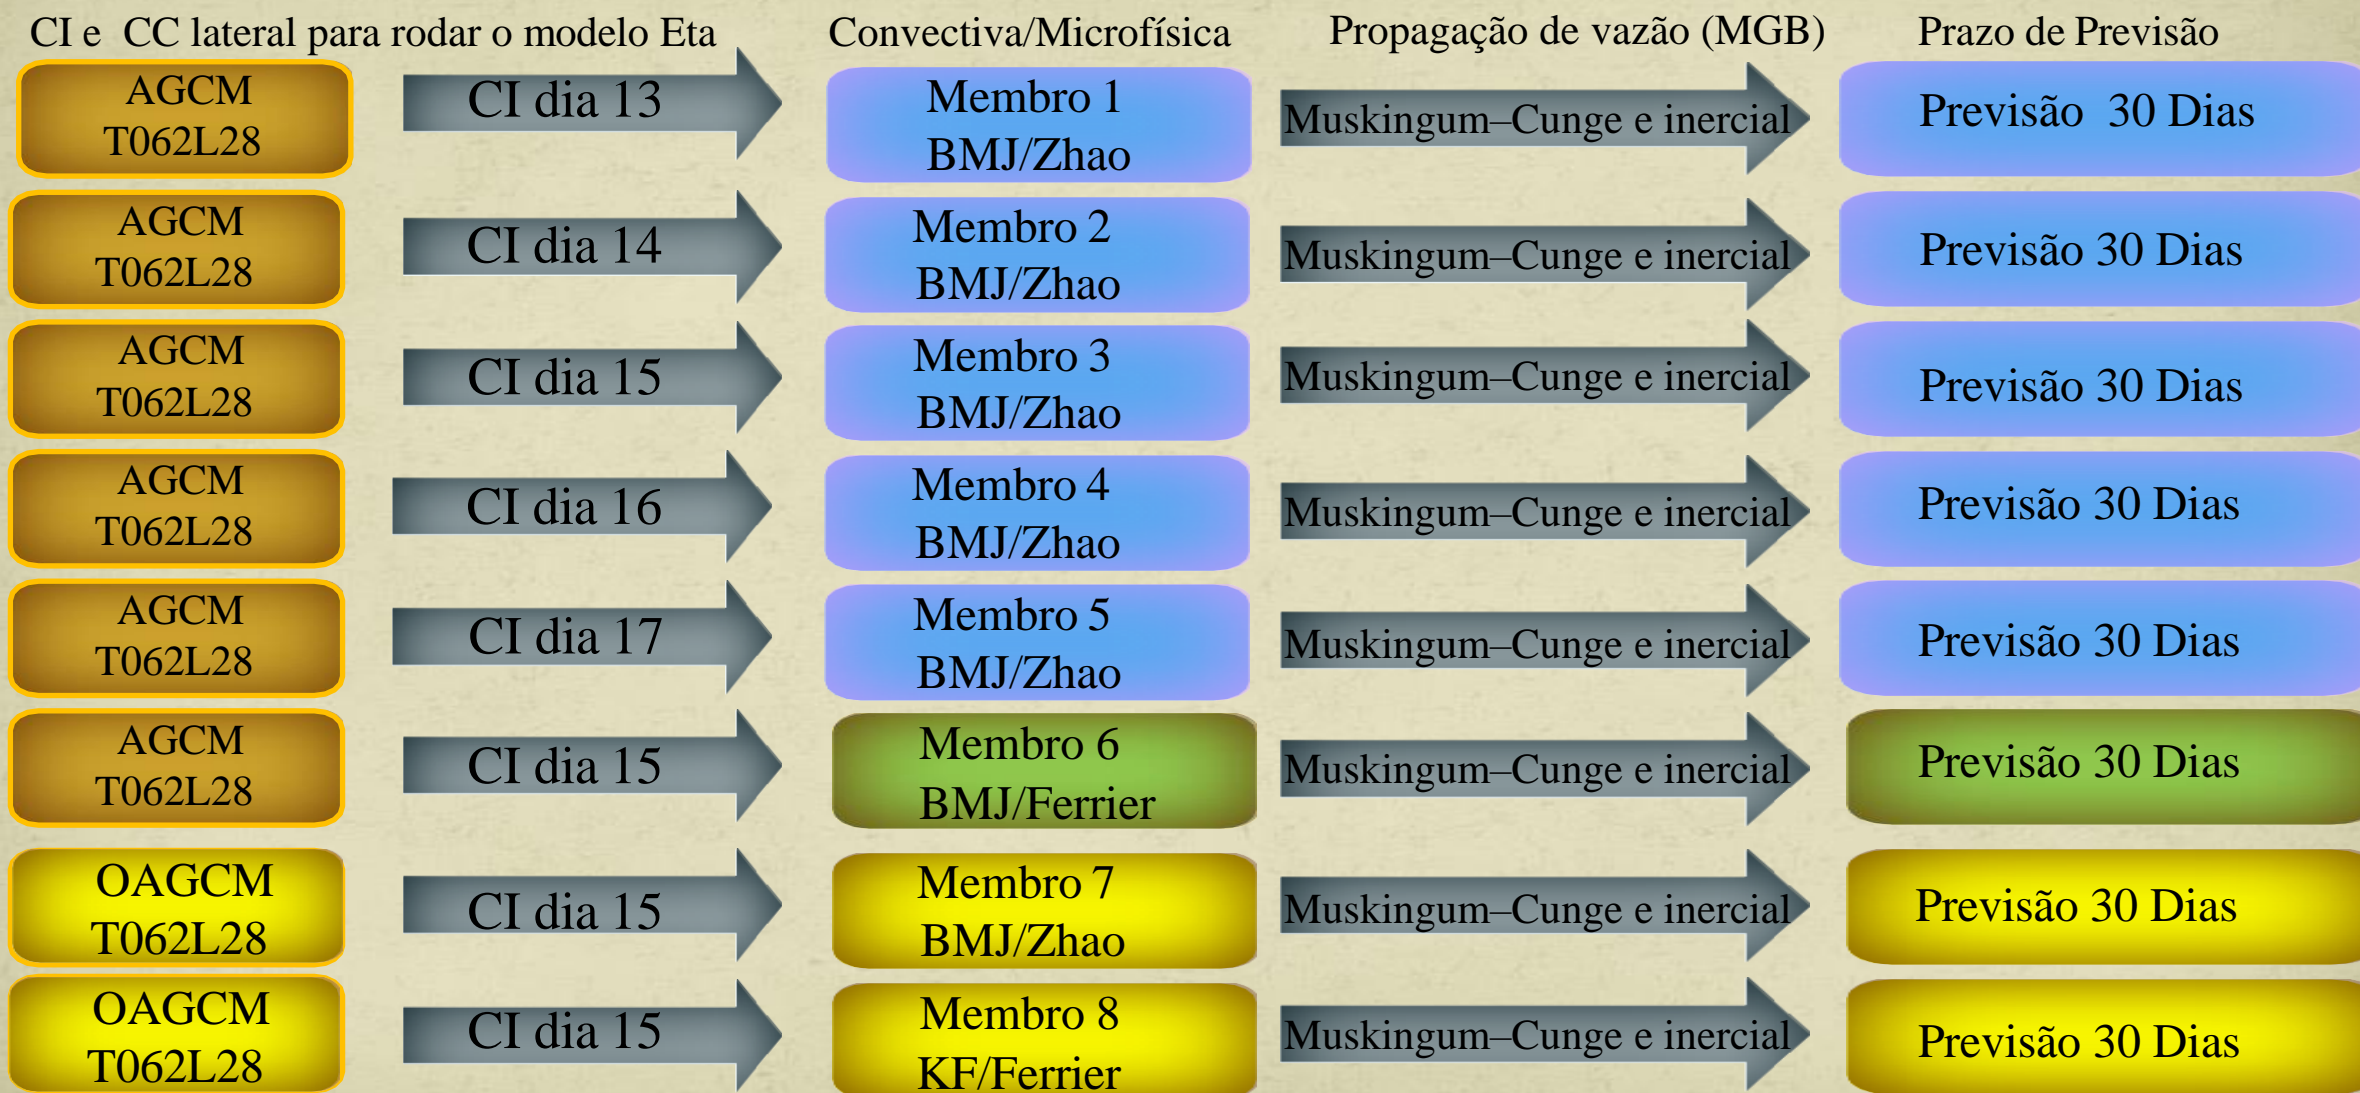 CI e CC lateral para rodar o modelo Eta
Convectiva/Microfísica
Propagação de vazão (MGB)
Prazo de Previsão
AGCM
T062L28
CI dia 13
Membro 1
BMJ/Zhao
Muskingum–Cunge e inercial
Previsão 30 Dias
AGCM
T062L28
CI dia 14
Membro 2
BMJ/Zhao
Muskingum–Cunge e inercial
Previsão 30 Dias
AGCM
T062L28
CI dia 15
Membro 3
BMJ/Zhao
Muskingum–Cunge e inercial
Previsão 30 Dias
AGCM
T062L28
CI dia 16
Membro 4
BMJ/Zhao
Muskingum–Cunge e inercial
Previsão 30 Dias
AGCM
T062L28
CI dia 17
Membro 5
BMJ/Zhao
Muskingum–Cunge e inercial
Previsão 30 Dias
AGCM
T062L28
CI dia 15
Membro 6
BMJ/Ferrier
Muskingum–Cunge e inercial
Previsão 30 Dias
OAGCM
T062L28
CI dia 15
Membro 7
BMJ/Zhao
Muskingum–Cunge e inercial
Previsão 30 Dias
OAGCM
T062L28
CI dia 15
Membro 8
KF/Ferrier
Muskingum–Cunge e inercial
Previsão 30 Dias